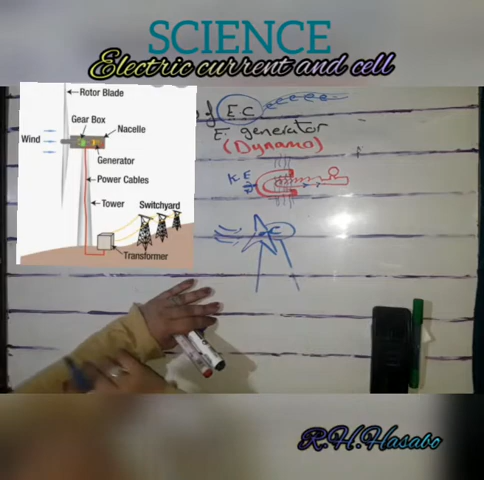 SCIENCE
Electric current and cell
Rotor Blade
Gear Box
Nacelle
Wind
Generator
Power Cables
Tower
Switchyard
Transformer
of E.C
E. generator
(Dynamo)
K.E
R.H.Hasabo